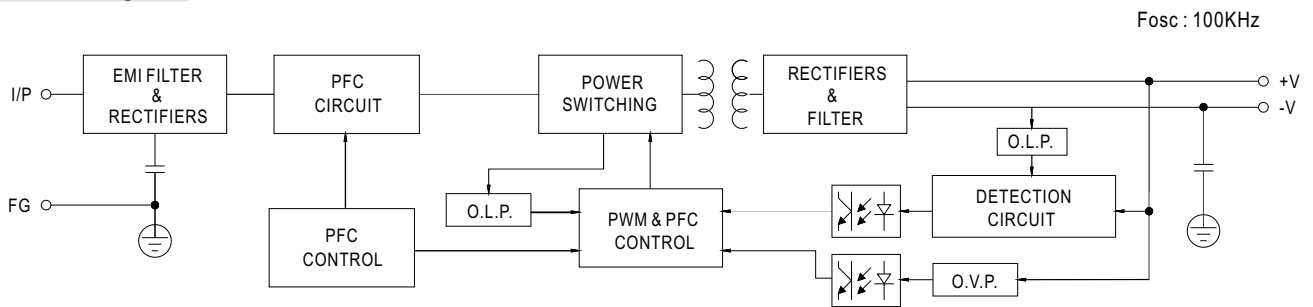 Fosc : 100KHz
I/P
EMI FILTER
&
RECTIFIERS
PFC
CIRCUIT
POWER
SWITCHING
RECTIFIERS
&
FILTER
+V
-V
O.L.P.
FG
PFC
CONTROL
O.L.P.
PWM & PFC
CONTROL
DETECTION
CIRCUIT
O.V.P.